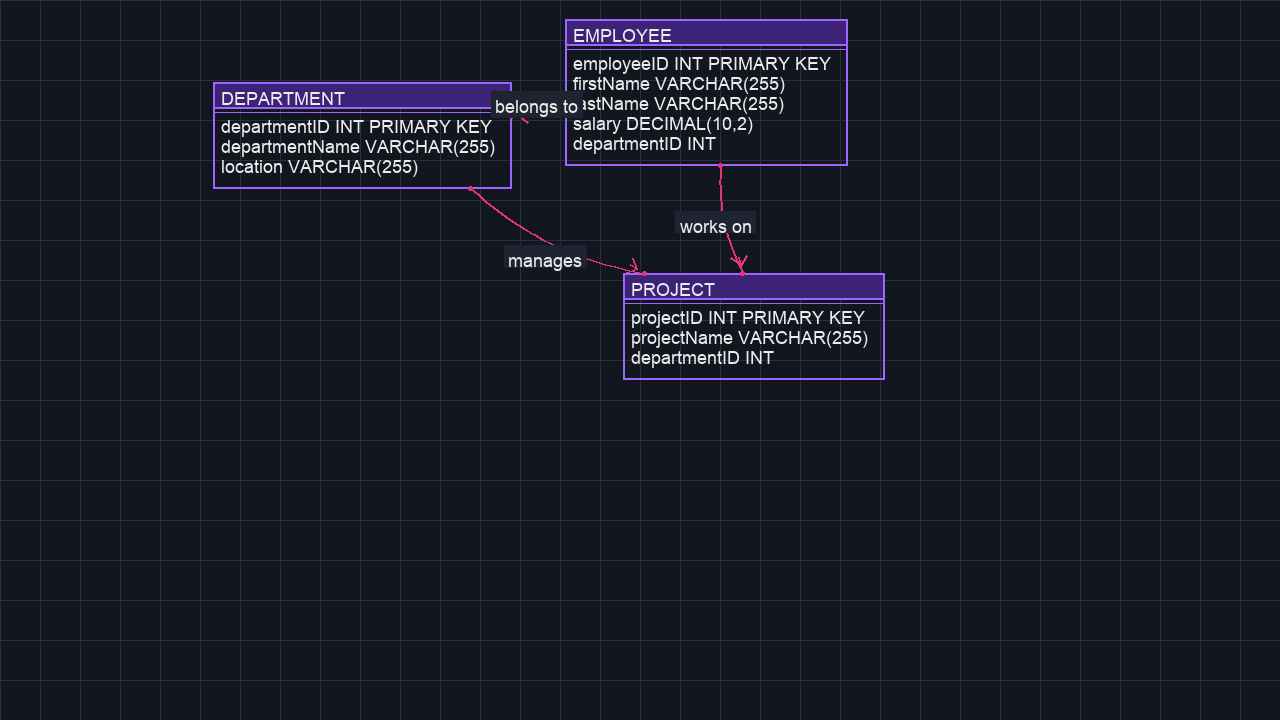 EMPLOYEE
employeeID INT PRIMARY KEY
firstName VARCHAR(255)
astName VARCHAR(255)
salary DECIMAL(10,2)
departmentID INT
DEPARTMENT
departmentID INT PRIMARY KEY
departmentName VARCHAR(255)
location VARCHAR(255)
belongs to
works on
manages
PROJECT
projectID INT PRIMARY KEY
projectName VARCHAR(255)
departmentID INT